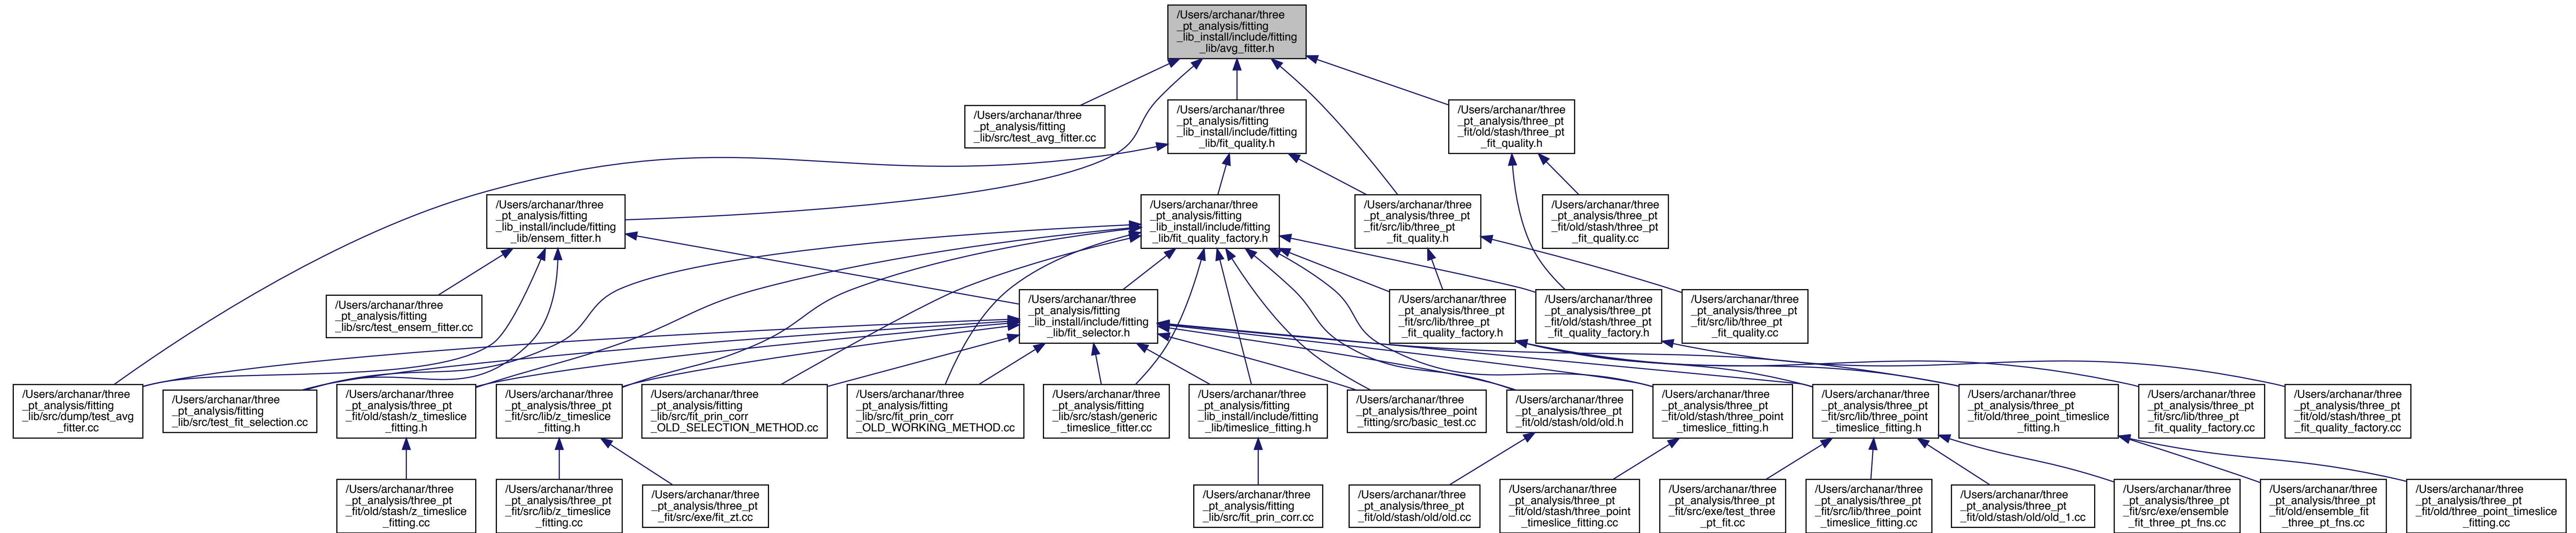 /Users/archanar/three
_pt_analysis/fitting
_lib_install/include/fitting
_lib/avg_fitter.h
/Users/archanar/three
_pt_analysis/fitting
_lib/src/test_avg_fitter.cc
/Users/archanar/three
_pt_analysis/fitting
_lib_install/include/fitting
_lib/fit_quality.h
/Users/archanar/three
_pt_analysis/three_pt
_fit/old/stash/three_pt
_fit_quality.h
/Users/archanar/three
_pt_analysis/fitting
_lib_install/include/fitting
_lib/ensem_fitter.h
/Users/archanar/three
_pt_analysis/fitting
_lib_install/include/fitting
_lib/fit_quality_factory.h
/Users/archanar/three
_pt_analysis/three_pt
_fit/src/lib/three_pt
_fit_quality.h
/Users/archanar/three
_pt_analysis/three_pt
_fit/old/stash/three_pt
_fit_quality.cc
/Users/archanar/three
_pt_analysis/fitting
_lib/src/test_ensem_fitter.cc
/Users/archanar/three
_pt_analysis/fitting
_lib_install/include/fitting
_lib/fit_selector.h
/Users/archanar/three
_pt_analysis/three_pt
_fit/src/lib/three_pt
_fit_quality_factory.h
/Users/archanar/three
_pt_analysis/three_pt
_fit/old/stash/three_pt
_fit_quality_factory.h
/Users/archanar/three
_pt_analysis/three_pt
_fit/src/lib/three_pt
_fit_quality.cc
/Users/archanar/three
_pt_analysis/fitting
_lib/src/dump/test_avg
_fitter.cc
/Users/archanar/three
_pt_analysis/fitting
_lib/src/test_fit_selection.cc
/Users/archanar/three
_pt_analysis/three_pt
_fit/old/stash/z_timeslice
_fitting.h
/Users/archanar/three
_pt_analysis/three_pt
_fit/src/lib/z_timeslice
_fitting.h
/Users/archanar/three
_pt_analysis/fitting
_lib/src/fit_prin_corr
_OLD_SELECTION_METHOD.cc
/Users/archanar/three
_pt_analysis/fitting
_lib/src/fit_prin_corr
_OLD_WORKING_METHOD.cc
/Users/archanar/three
_pt_analysis/fitting
_lib/src/stash/generic
_timeslice_fitter.cc
/Users/archanar/three
_pt_analysis/fitting
_lib_install/include/fitting
_lib/timeslice_fitting.h
/Users/archanar/three
_pt_analysis/three_point
_fitting/src/basic_test.cc
/Users/archanar/three
_pt_analysis/three_pt
_fit/old/stash/old/old.h
/Users/archanar/three
_pt_analysis/three_pt
_fit/old/stash/three_point
_timeslice_fitting.h
/Users/archanar/three
_pt_analysis/three_pt
_fit/src/lib/three_point
_timeslice_fitting.h
/Users/archanar/three
_pt_analysis/three_pt
_fit/old/three_point_timeslice
_fitting.h
/Users/archanar/three
_pt_analysis/three_pt
_fit/src/lib/three_pt
_fit_quality_factory.cc
/Users/archanar/three
_pt_analysis/three_pt
_fit/old/stash/three_pt
_fit_quality_factory.cc
/Users/archanar/three
_pt_analysis/three_pt
_fit/old/stash/z_timeslice
_fitting.cc
/Users/archanar/three
_pt_analysis/three_pt
_fit/src/lib/z_timeslice
_fitting.cc
/Users/archanar/three
_pt_analysis/three_pt
_fit/src/exe/fit_zt.cc
/Users/archanar/three
_pt_analysis/fitting
_lib/src/fit_prin_corr.cc
/Users/archanar/three
_pt_analysis/three_pt
_fit/old/stash/old/old.cc
/Users/archanar/three
_pt_analysis/three_pt
_fit/old/stash/three_point
_timeslice_fitting.cc
/Users/archanar/three
_pt_analysis/three_pt
_fit/src/exe/test_three
_pt_fit.cc
/Users/archanar/three
_pt_analysis/three_pt
_fit/src/lib/three_point
_timeslice_fitting.cc
/Users/archanar/three
_pt_analysis/three_pt
_fit/old/stash/old/old_1.cc
/Users/archanar/three
_pt_analysis/three_pt
_fit/src/exe/ensemble
_fit_three_pt_fns.cc
/Users/archanar/three
_pt_analysis/three_pt
_fit/old/ensemble_fit
_three_pt_fns.cc
/Users/archanar/three
_pt_analysis/three_pt
_fit/old/three_point_timeslice
_fitting.cc